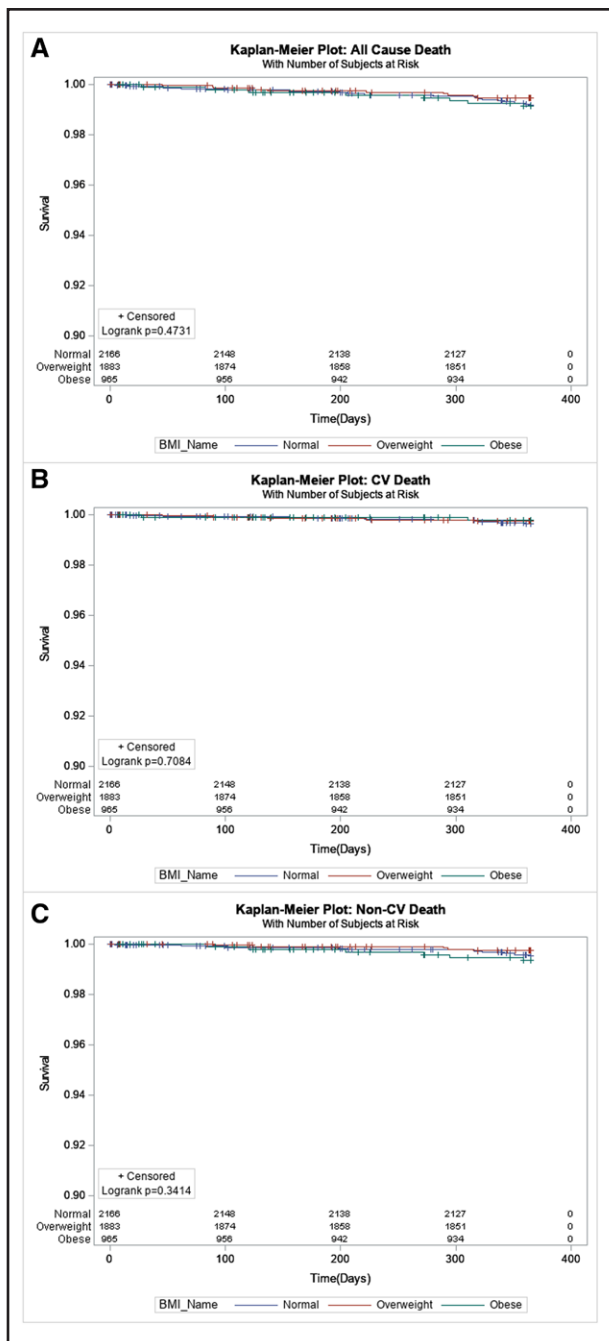 A
Kaplan-Meier Plot: All Cause Death
With Number of Subjects at Risk
1.00
0.98
0.96
0.94
0.92
0.90
Survival
+ Censored
Logrank p=0.4731
Normal 2166 2148 2138 2127 0
Overweight 1883 1874 1858 1851 0
Obese 965 956 942 934 0
0 100 200 300 400
Time(Days)
BMI_Name Normal Overweight Obese
B
Kaplan-Meier Plot: CV Death
With Number of Subjects at Risk
1.00
0.98
0.96
0.94
0.92
0.90
Survival
+ Censored
Logrank p=0.7084
Normal 2166 2148 2138 2127 0
Overweight 1883 1874 1858 1851 0
Obese 965 956 942 934 0
0 100 200 300 400
Time(Days)
BMI_Name Normal Overweight Obese
C
Kaplan-Meier Plot: Non-CV Death
With Number of Subjects at Risk
1.00
0.98
0.96
0.94
0.92
0.90
Survival
+ Censored
Logrank p=0.3414
Normal 2166 2148 2138 2127 0
Overweight 1883 1874 1858 1851 0
Obese 965 956 942 934 0
0 100 200 300 400
Time(Days)
BMI_Name Normal Overweight Obese